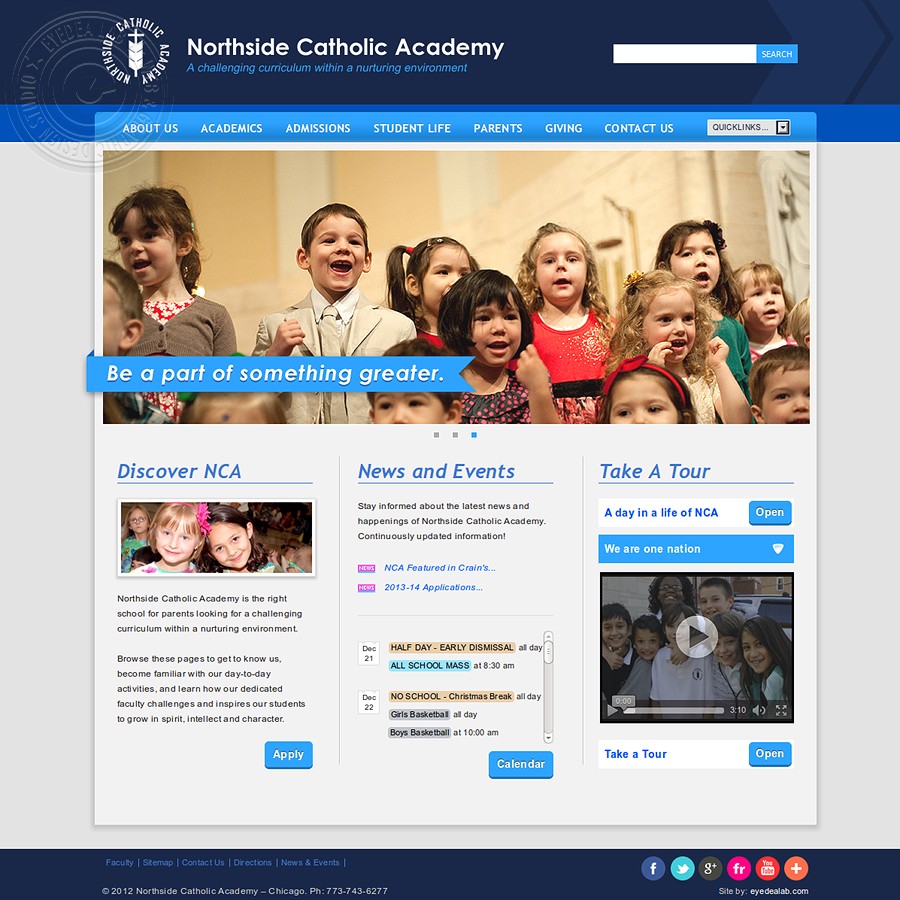 NORTHSIDE CATHOLIC ACADEMY
Northside Catholic Academy
A challenging curriculum within a nurturing environment
SEARCH
ABOUT US ACADEMICS ADMISSIONS STUDENT LIFE PARENTS GIVING CONTACT US QUICKLINKS...
Be a part of something greater.
Discover NCA
Northside Catholic Academy is the right
school for parents looking for a challenging
curriculum within a nurturing environment.
Browse these pages to get to know us,
become familiar with our day-to-day
activities, and learn how our dedicated
faculty challenges and inspires our students
to grow in spirit, intellect and character.
Apply
News and Events
Stay informed about the latest news and
happenings of Northside Catholic Academy.
Continuously updated information!
NEWS NCA Featured in Crain's...
NEWS 2013-14 Applications...
Dec 21
HALF DAY - EARLY DISMISSAL all day
ALL SCHOOL MASS at 8:30 am
Dec 22
NO SCHOOL - Christmas Break all day
Girls Basketball all day
Boys Basketball at 10:00 am
Calendar
Take A Tour
A day in a life of NCA Open
We are one nation
0:00
3:10
Take a Tour Open
Faculty | Sitemap | Contact Us | Directions | News & Events |
© 2012 Northside Catholic Academy – Chicago. Ph: 773-743-6277
f g+ fr You Tube +
Site by: eyedealab.com